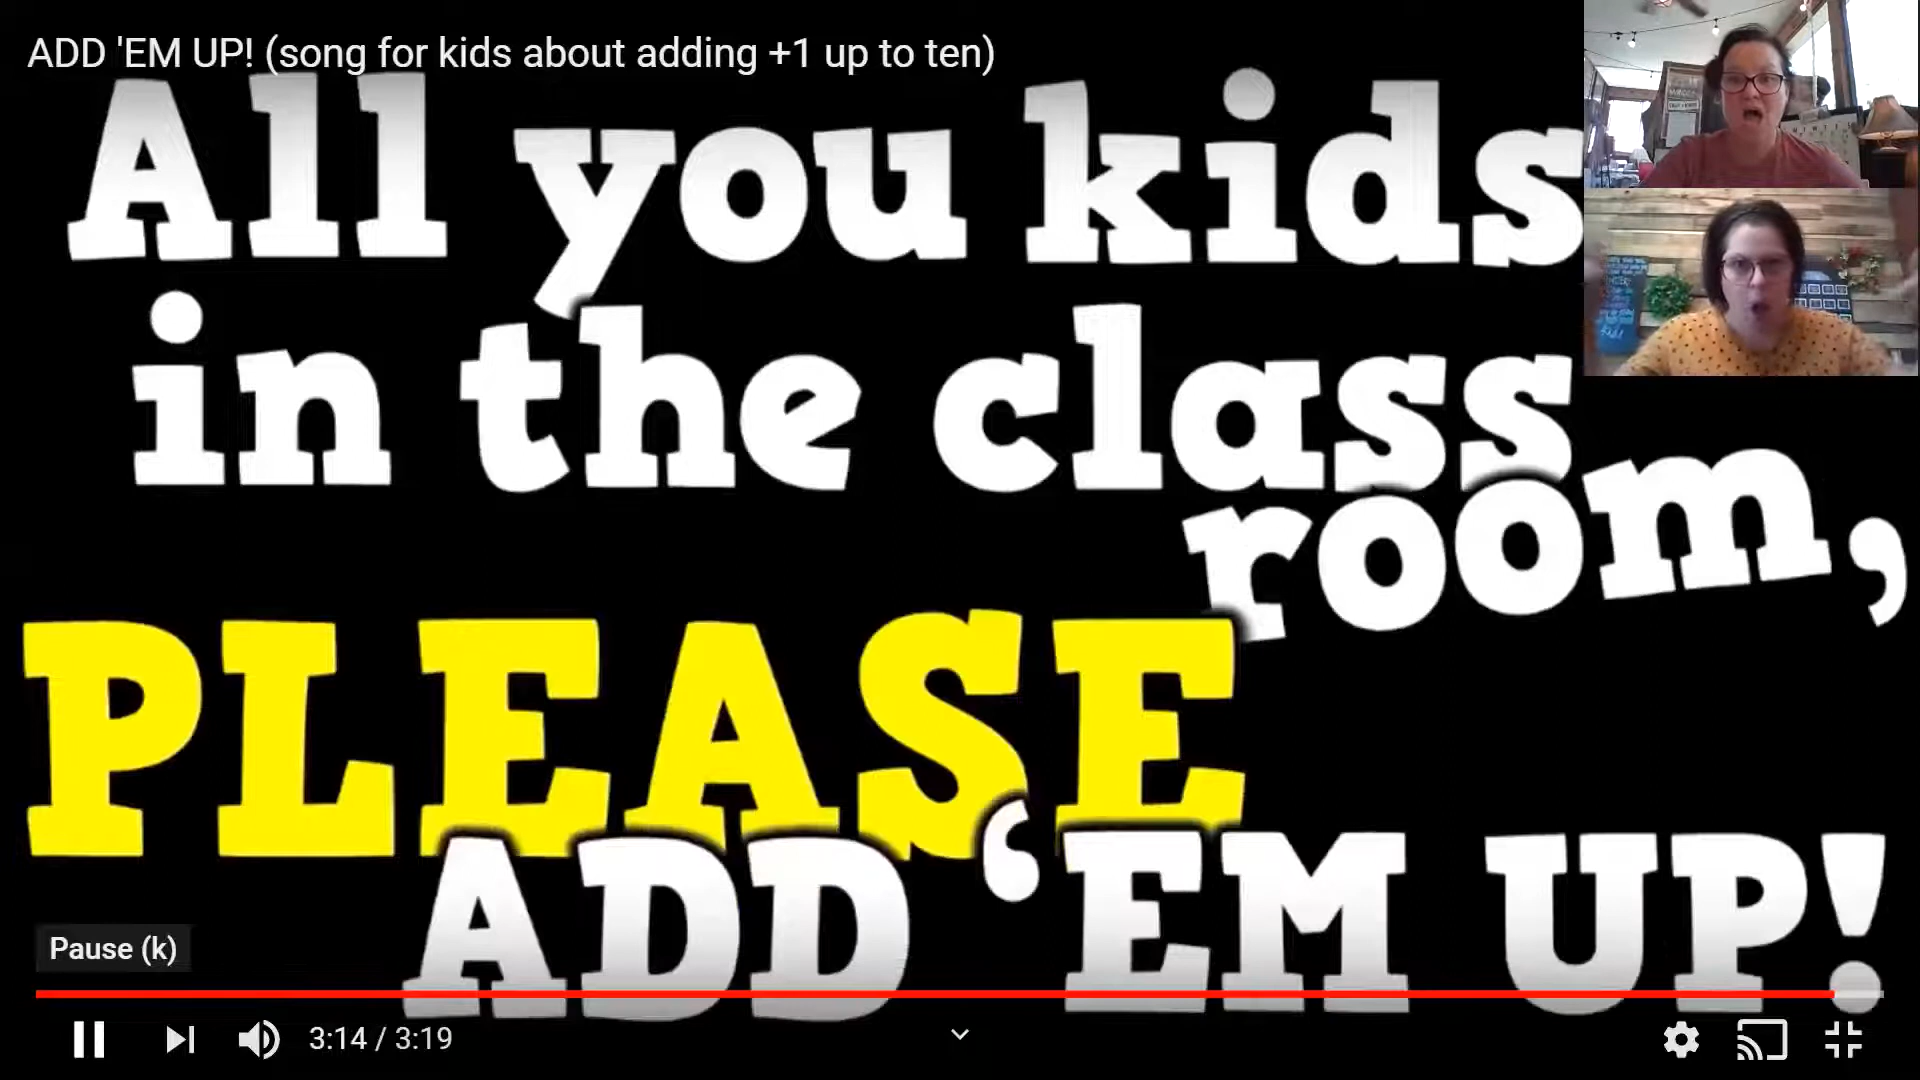 ADD 'EM UP! (song for kids about adding +1 up to ten)
All you kids
in the class
room,
PLEASE
ADD ‘EM UP!
Pause (k)
3:14 / 3:19